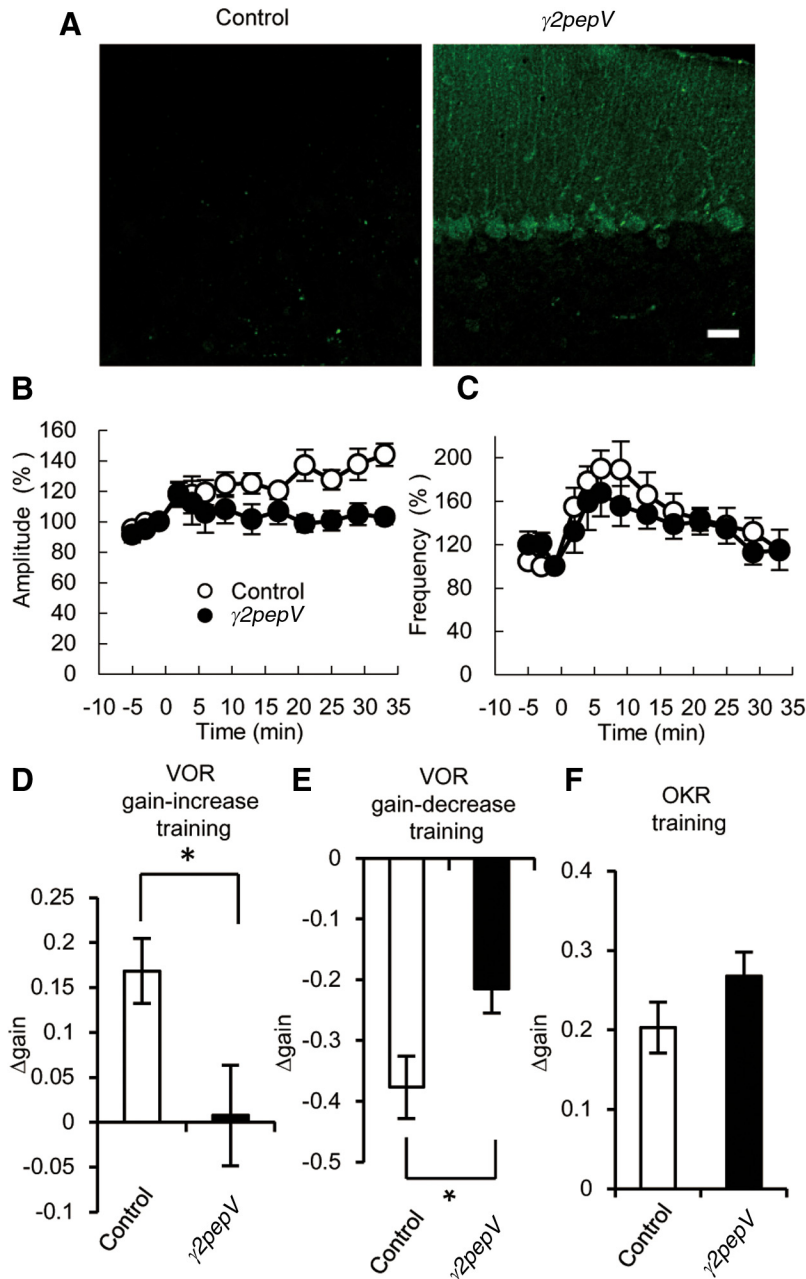 A
Control
γ2pepV
B
C
160
140
120
100
80
60
40
20
0
Amplitude (%)
Control
γ2pepV
-10 -5 0 5 10 15 20 25 30 35
Time (min)
200
160
120
80
40
0
Frequency (%)
-10 -5 0 5 10 15 20 25 30 35
Time (min)
D
VOR
gain-increase
training
*
0.25
0.2
0.15
0.1
0.05
0
-0.05
-0.1
Δgain
Control
γ2pepV
E
VOR
gain-decrease
training
0
-0.1
-0.2
-0.3
-0.4
-0.5
Δgain
*
Control
γ2pepV
F
OKR
training
0.4
0.3
0.2
0.1
0
Δgain
Control
γ2pepV